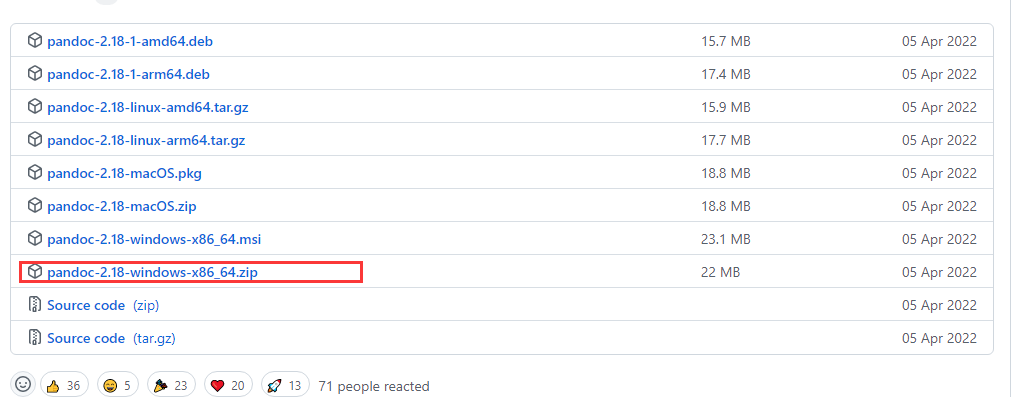 pandoc-2.18-1-amd64.deb 15.7 MB 05 Apr 2022
pandoc-2.18-1-arm64.deb 17.4 MB 05 Apr 2022
pandoc-2.18-linux-amd64.tar.gz 15.9 MB 05 Apr 2022
pandoc-2.18-linux-arm64.tar.gz 17.7 MB 05 Apr 2022
pandoc-2.18-macOS.pkg 18.8 MB 05 Apr 2022
pandoc-2.18-macOS.zip 18.8 MB 05 Apr 2022
pandoc-2.18-windows-x86_64.msi 23.1 MB 05 Apr 2022
pandoc-2.18-windows-x86_64.zip 22 MB 05 Apr 2022
Source code (zip) 05 Apr 2022
Source code (tar.gz) 05 Apr 2022
36 5 23 20 13 71 people reacted